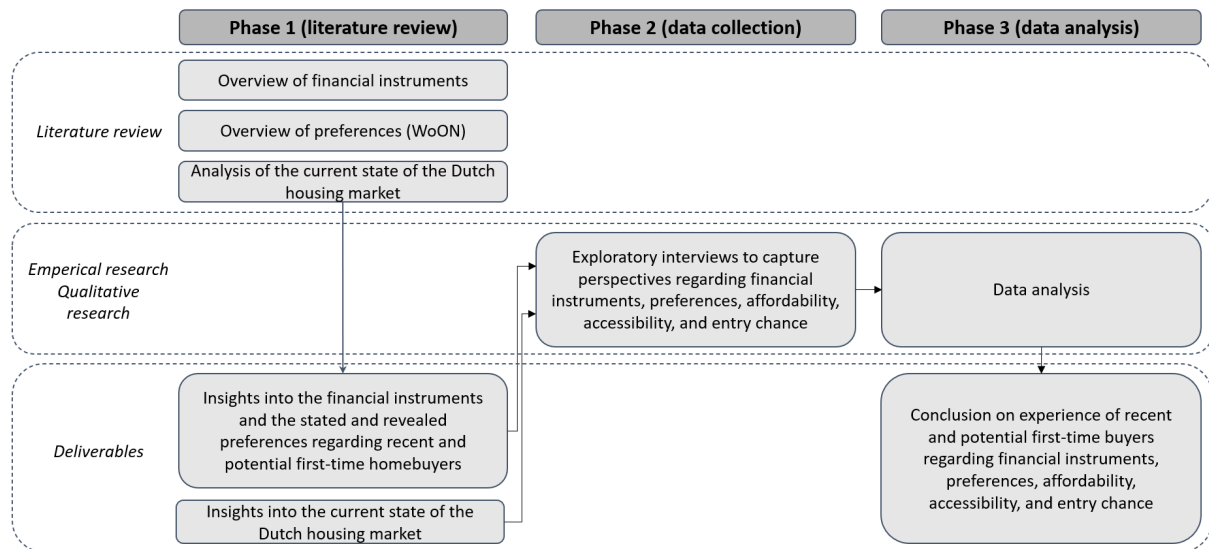 Phase 1 (literature review)
Phase 2 (data collection)
Phase 3 (data analysis)
Literature review
Overview of financial instruments
Overview of preferences (WoON)
Analysis of the current state of the Dutch
housing market
Emperical research
Qualitative
research
Exploratory interviews to capture
perspectives regarding financial
instruments, preferences, affordability,
accessibility, and entry chance
Data analysis
Deliverables
Insights into the financial instruments
and the stated and revealed
preferences regarding recent and
potential first-time homebuyers
Insights into the current state of the
Dutch housing market
Conclusion on experience of recent
and potential first-time buyers
regarding financial instruments,
preferences, affordability,
accessibility, and entry chance